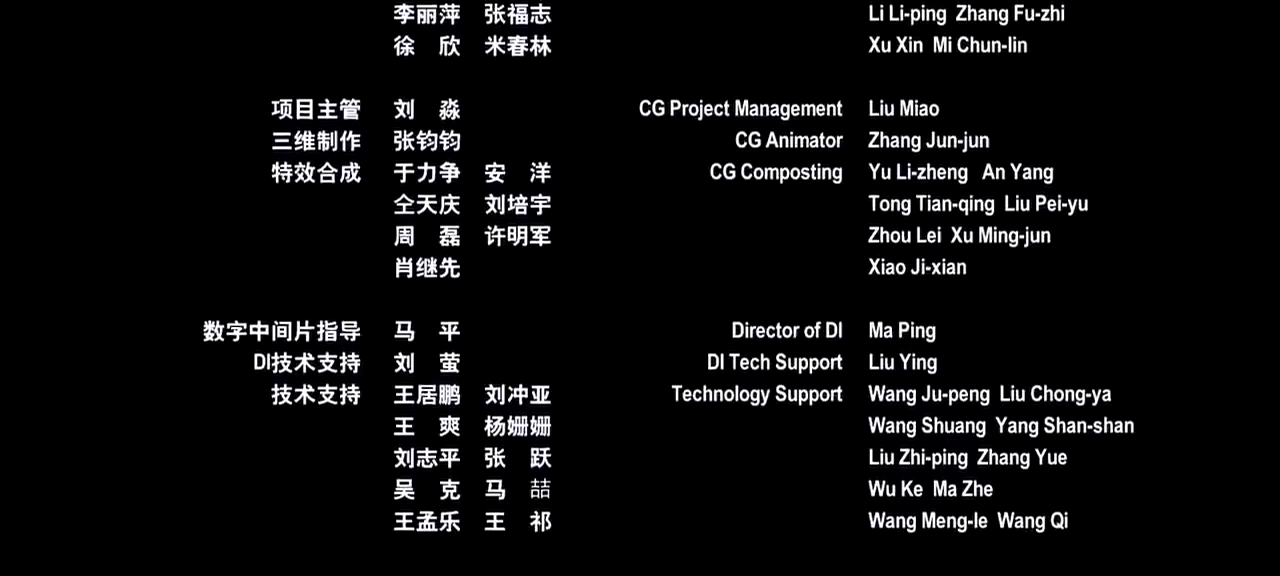 李丽萍 张福志 Li Li-ping Zhang Fu-zhi
徐 欣 米春林 Xu Xin Mi Chun-lin
项目主管 刘 淼 CG Project Management Liu Miao
三维制作 张钧钧 CG Animator Zhang Jun-jun
特效合成 于力争 安 洋 CG Composting Yu Li-zheng An Yang
仝天庆 刘培宇 Tong Tian-qing Liu Pei-yu
周 磊 许明军 Zhou Lei Xu Ming-jun
肖继先 Xiao Ji-xian
数字中间片指导 马 平 Director of DI Ma Ping
DI技术支持 刘 萤 DI Tech Support Liu Ying
技术支持 王居鹏 刘冲亚 Technology Support Wang Ju-peng Liu Chong-ya
王 爽 杨姗姗 Wang Shuang Yang Shan-shan
刘志平 张 跃 Liu Zhi-ping Zhang Yue
吴 克 马 喆 Wu Ke Ma Zhe
王孟乐 王 祁 Wang Meng-le Wang Qi